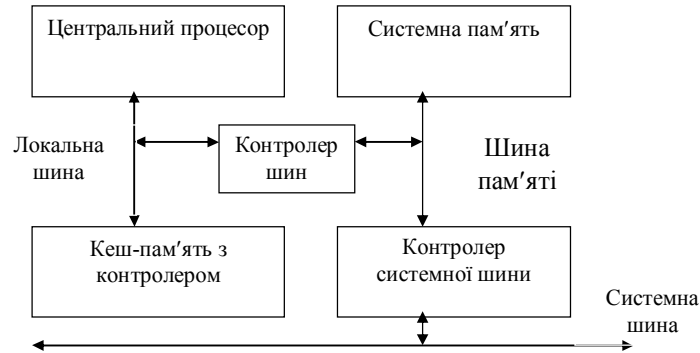 Центральний процесор
Системна пам′ять
Локальна
шина
Контролер
шин
Шина
пам′яті
Кеш-пам′ять з
контролером
Контролер
системної шини
Системна
шина